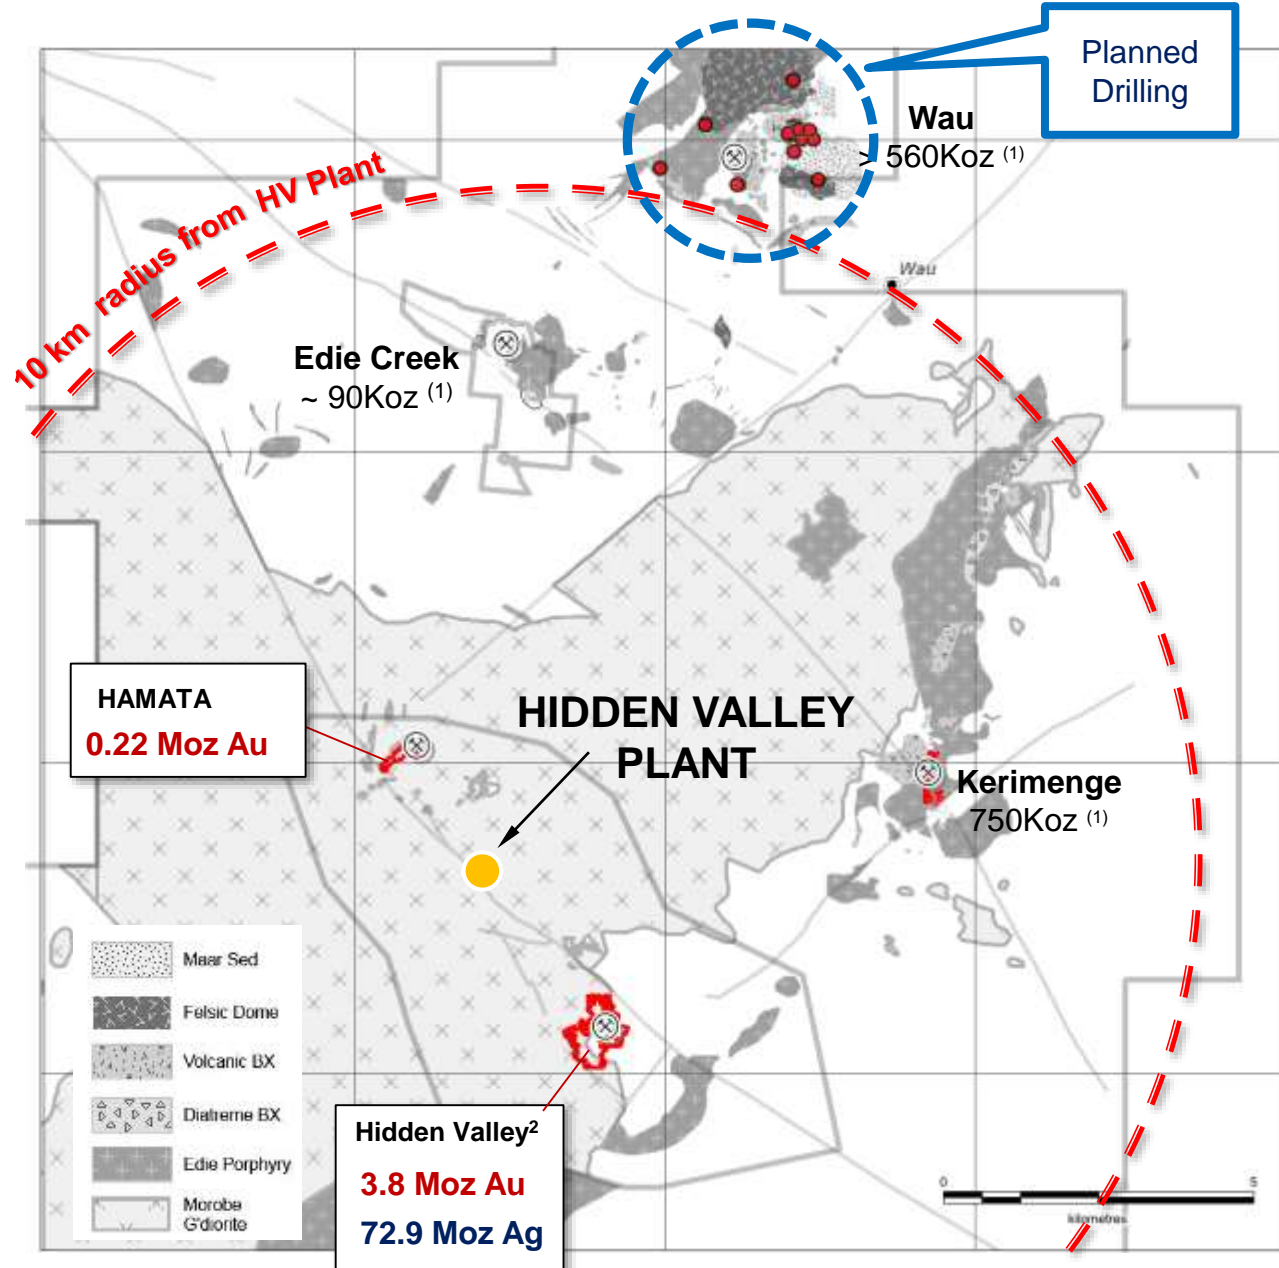 Planned
Drilling
Wau
> 560Koz (1)
10 km radius from HV Plant
Wau
Edie Creek
~ 90Koz (1)
HAMATA
0.22 Moz Au
HIDDEN VALLEY
PLANT
Kerimenge
750Koz (1)
Maar Sed
Felsic Dome
Volcanic BX
Diatreme BX
Edie Porphyry
Morobe
G'diorite
Hidden Valley2
3.8 Moz Au
72.9 Moz Ag
0 5
kilometres